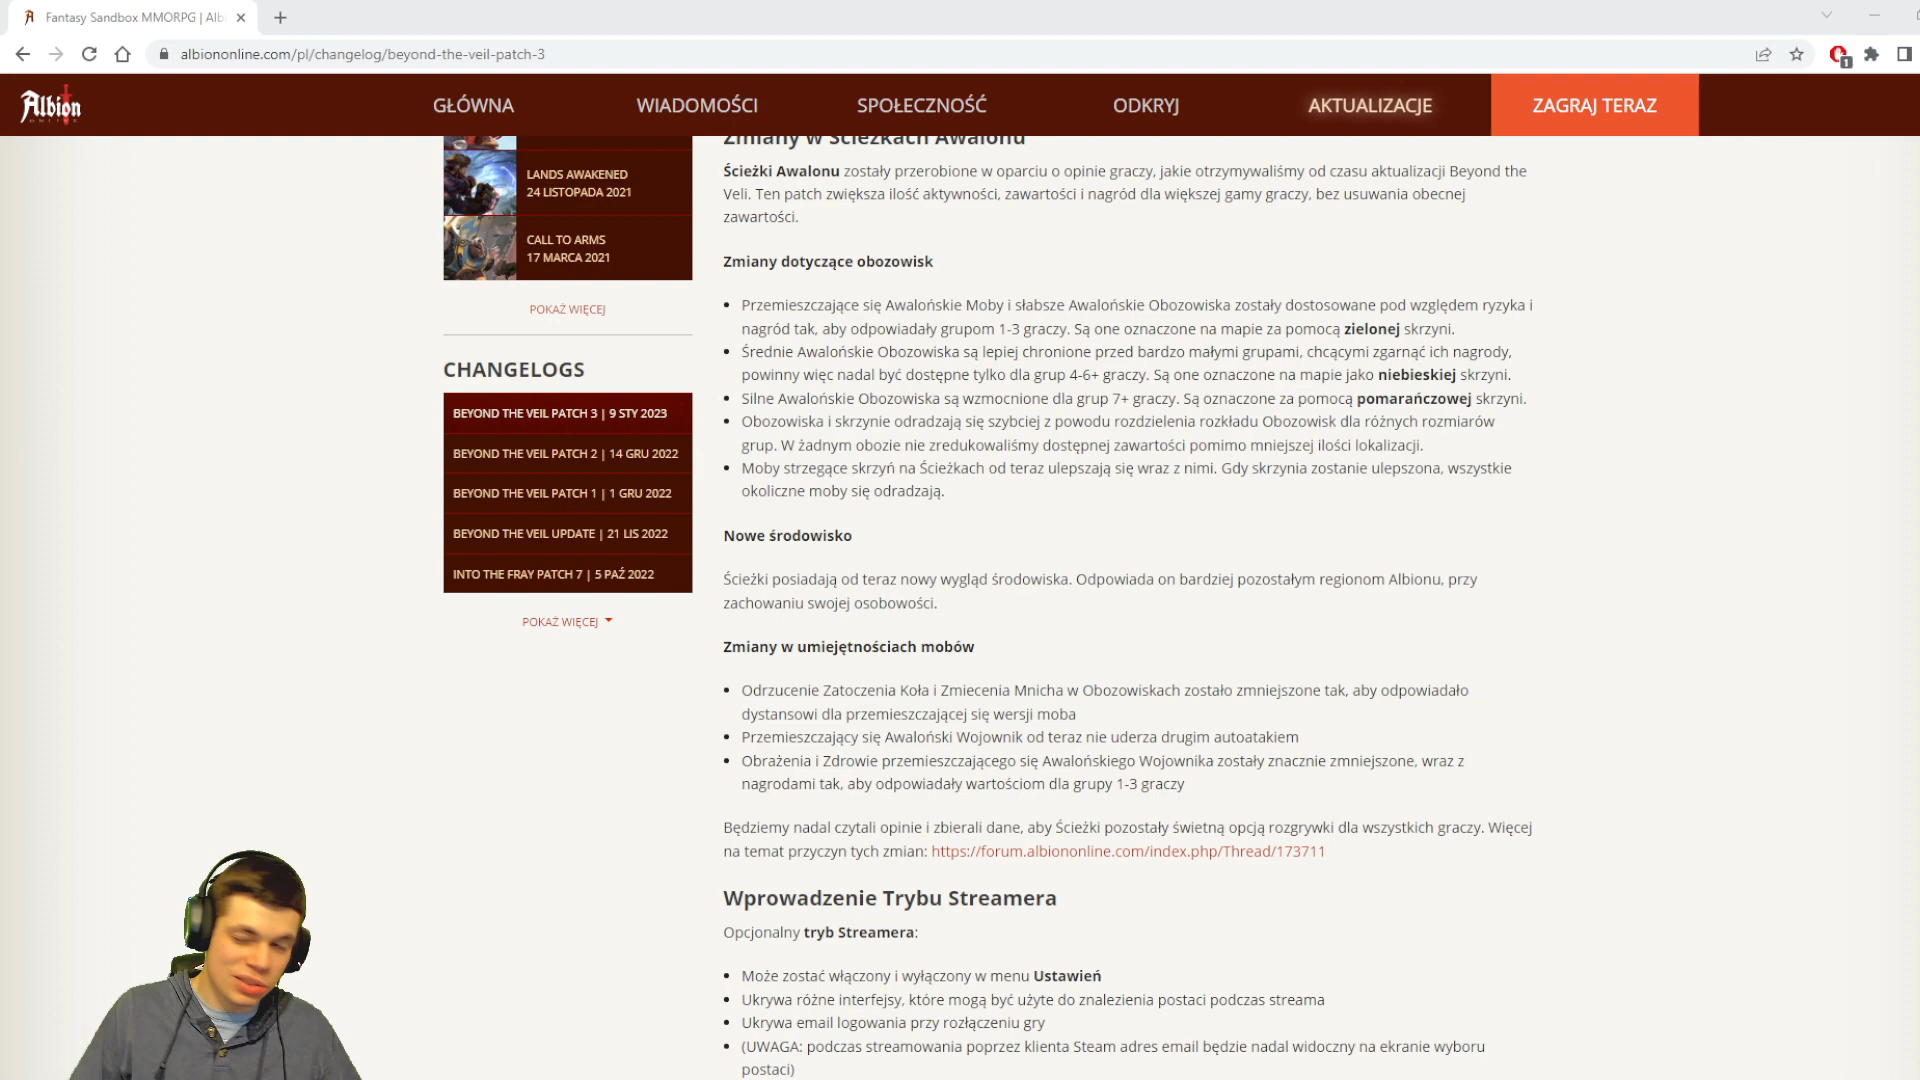 Fantasy Sandbox MMORPG | Alb
albiononline.com/pl/changelog/beyond-the-veil-patch-3
1
Albion
ONLINE
GŁÓWNA
WIADOMOŚCI
SPOŁECZNOŚĆ
ODKRYJ
AKTUALIZACJE
ZAGRAJ TERAZ
LANDS AWAKENED
24 LISTOPADA 2021
CALL TO ARMS
17 MARCA 2021
POKAŻ WIĘCEJ
CHANGELOGS
BEYOND THE VEIL PATCH 3 | 9 STY 2023
BEYOND THE VEIL PATCH 2 | 14 GRU 2022
BEYOND THE VEIL PATCH 1 | 1 GRU 2022
BEYOND THE VEIL UPDATE | 21 LIS 2022
INTO THE FRAY PATCH 7 | 5 PAŹ 2022
POKAŻ WIĘCEJ
Zmiany w Ścieżkach Awalonu
Ścieżki Awalonu zostały przerobione w oparciu o opinie graczy, jakie otrzymywaliśmy od czasu aktualizacji Beyond the
Veli. Ten patch zwiększa ilość aktywności, zawartości i nagród dla większej gamy graczy, bez usuwania obecnej
zawartości.
Zmiany dotyczące obozowisk
Przemieszczające się Awalońskie Moby i słabsze Awalońskie Obozowiska zostały dostosowane pod względem ryzyka i
nagród tak, aby odpowiadały grupom 1-3 graczy. Są one oznaczone na mapie za pomocą zielonej skrzyni.
Średnie Awalońskie Obozowiska są lepiej chronione przed bardzo małymi grupami, chcącymi zgarnąć ich nagrody,
powinny więc nadal być dostępne tylko dla grup 4-6+ graczy. Są one oznaczone na mapie jako niebieskiej skrzyni.
Silne Awalońskie Obozowiska są wzmocnione dla grup 7+ graczy. Są oznaczone za pomocą pomarańczowej skrzyni.
Obozowiska i skrzynie odradzają się szybciej z powodu rozdzielenia rozkładu Obozowisk dla różnych rozmiarów
grup. W żadnym obozie nie zredukowaliśmy dostępnej zawartości pomimo mniejszej ilości lokalizacji.
Moby strzegące skrzyń na Ścieżkach od teraz ulepszają się wraz z nimi. Gdy skrzynia zostanie ulepszona, wszystkie
okoliczne moby się odradzają.
Nowe środowisko
Ścieżki posiadają od teraz nowy wygląd środowiska. Odpowiada on bardziej pozostałym regionom Albionu, przy
zachowaniu swojej osobowości.
Zmiany w umiejętnościach mobów
Odrzucenie Zatoczenia Koła i Zmiecenia Mnicha w Obozowiskach zostało zmniejszone tak, aby odpowiadało
dystansowi dla przemieszczającej się wersji moba
Przemieszczający się Awaloński Wojownik od teraz nie uderza drugim autoatakiem
Obrażenia i Zdrowie przemieszczającego się Awalońskiego Wojownika zostały znacznie zmniejszone, wraz z
nagrodami tak, aby odpowiadały wartościom dla grupy 1-3 graczy
Będziemy nadal czytali opinie i zbierali dane, aby Ścieżki pozostały świetną opcją rozgrywki dla wszystkich graczy. Więcej
na temat przyczyn tych zmian: https://forum.albiononline.com/index.php/Thread/173711
Wprowadzenie Trybu Streamera
Opcjonalny tryb Streamera:
Może zostać włączony i wyłączony w menu Ustawień
Ukrywa różne interfejsy, które mogą być użyte do znalezienia postaci podczas streama
Ukrywa email logowania przy rozłączeniu gry
(UWAGA: podczas streamowania poprzez klienta Steam adres email będzie nadal widoczny na ekranie wyboru
postaci)